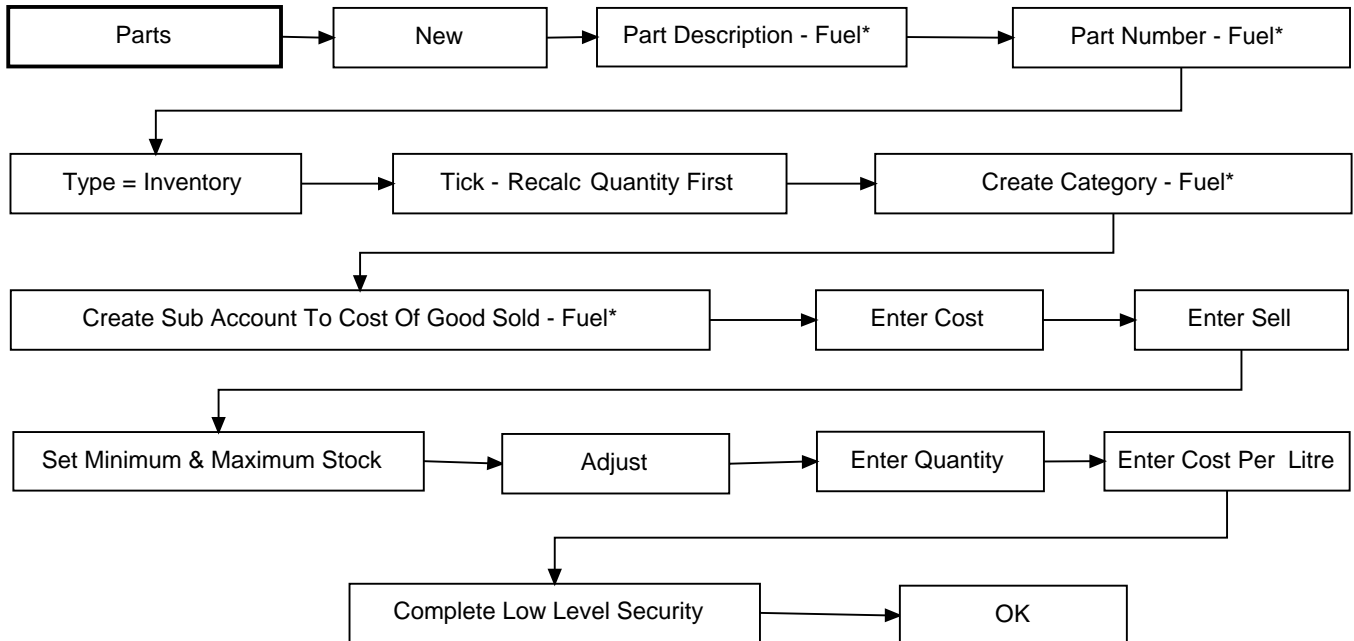 Parts
New
Part Description - Fuel*
Part Number - Fuel*
Type = Inventory
Tick - Recalc Quantity First
Create Category - Fuel*
Create Sub Account To Cost Of Good Sold - Fuel*
Enter Cost
Enter Sell
Set Minimum & Maximum Stock
Adjust
Enter Quantity
Enter Cost Per Litre
Complete Low Level Security
OK